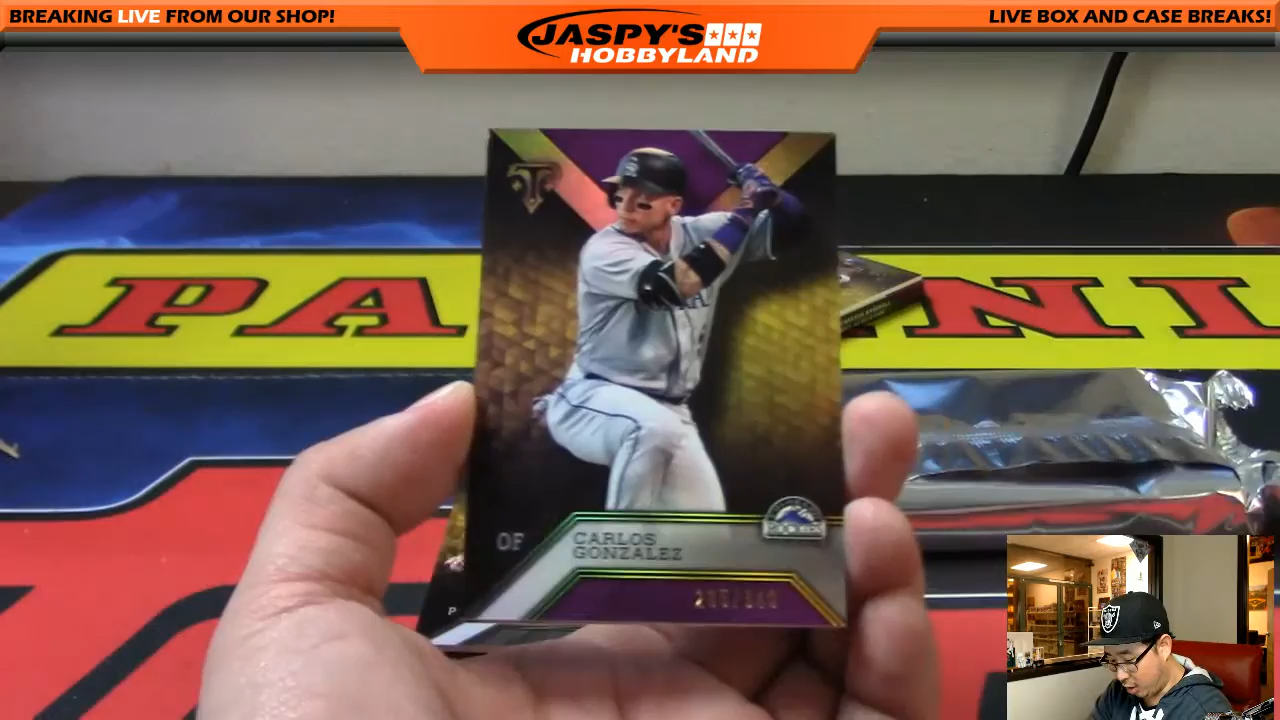 BREAKING LIVE FROM OUR SHOP!
JASPY'S
HOBBYLAND
LIVE BOX AND CASE BREAKS!
PA
NI
OF
CARLOS
GONZALEZ